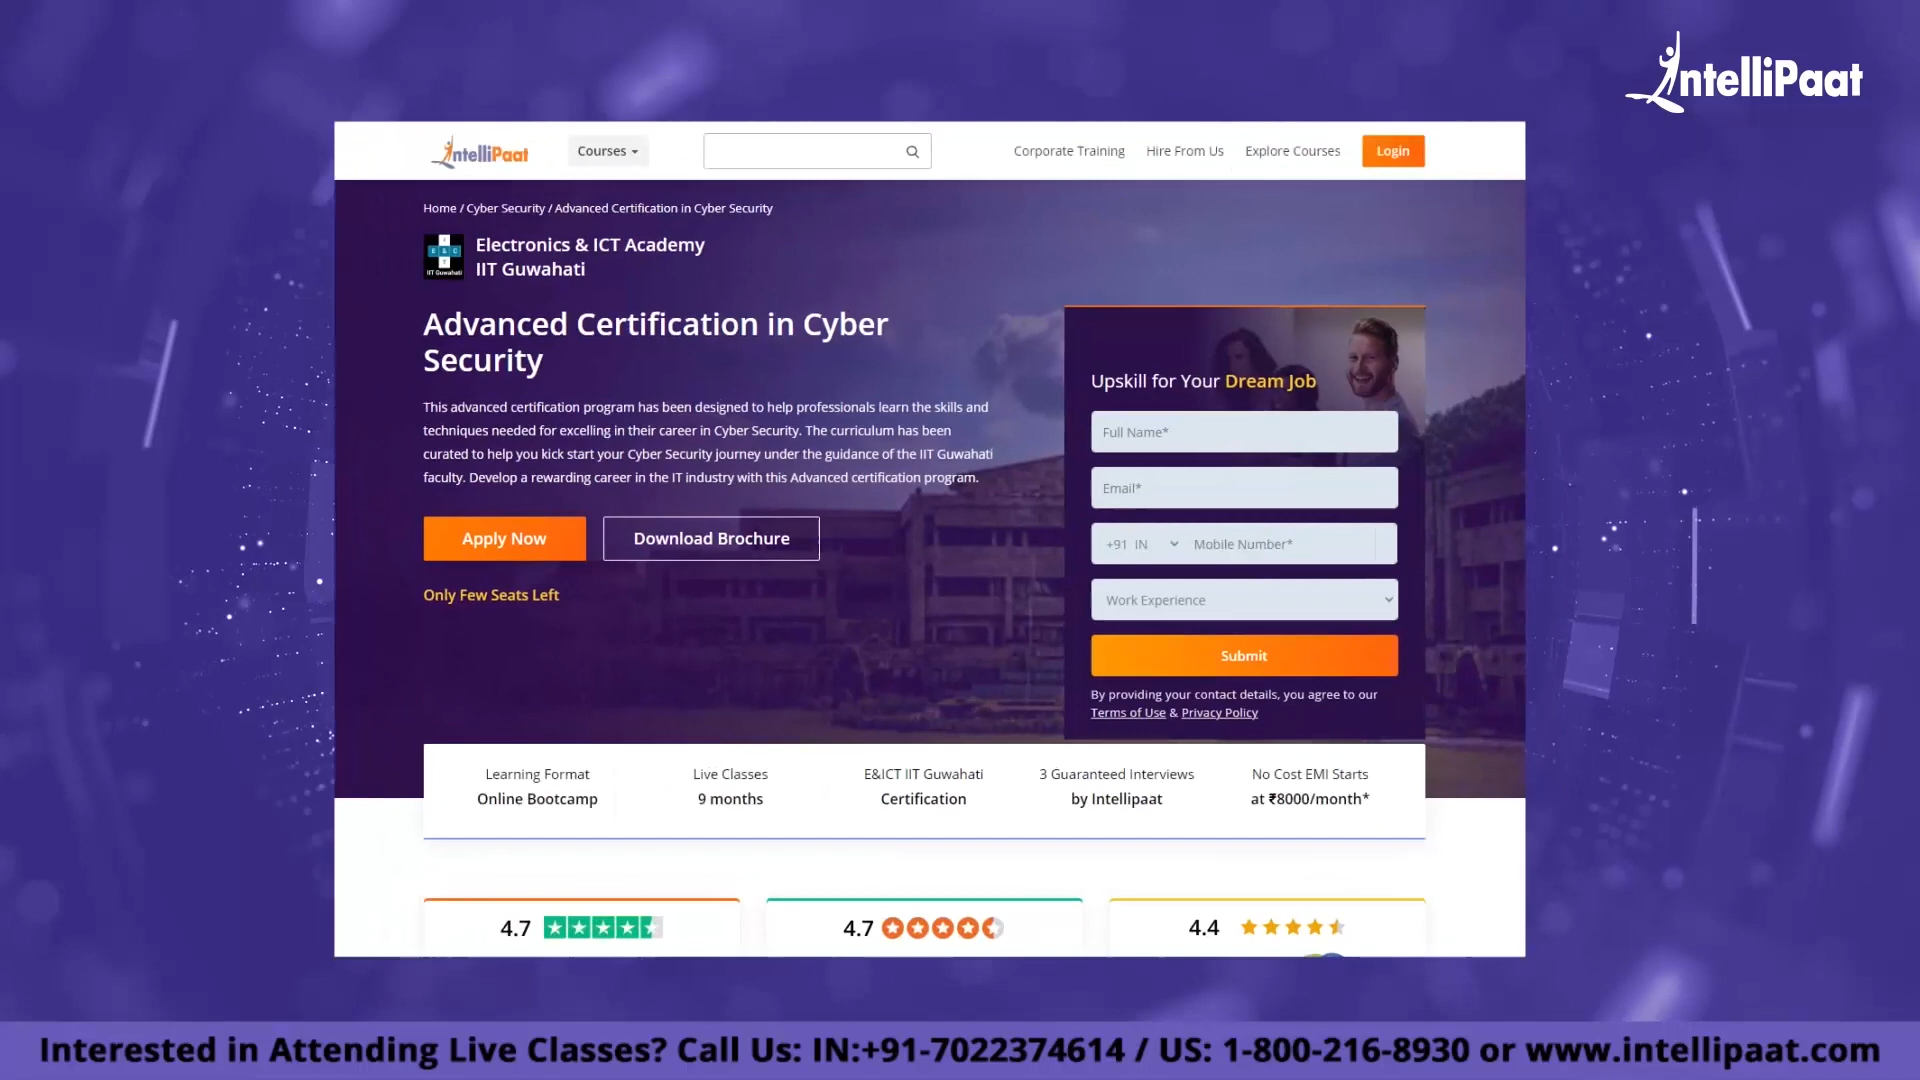 IntelliPaat
IntelliPaat
Courses
Corporate Training
Hire From Us
Explore Courses
Login
Home / Cyber Security / Advanced Certification in Cyber Security
E & C
I
T
IIT Guwahati
Electronics & ICT Academy
IIT Guwahati
Advanced Certification in Cyber
Security
This advanced certification program has been designed to help professionals learn the skills and
techniques needed for excelling in their career in Cyber Security. The curriculum has been
curated to help you kick start your Cyber Security journey under the guidance of the IIT Guwahati
faculty. Develop a rewarding career in the IT industry with this Advanced certification program.
Apply Now
Download Brochure
Only Few Seats Left
Upskill for Your Dream Job
Full Name*
Email*
+91 IN Mobile Number*
Work Experience
Submit
By providing your contact details, you agree to our
Terms of Use & Privacy Policy
Learning Format
Online Bootcamp
Live Classes
9 months
E&ICT IIT Guwahati
Certification
3 Guaranteed Interviews
by Intellipaat
No Cost EMI Starts
at ₹8000/month*
4.7
4.7
4.4
Interested in Attending Live Classes? Call Us: IN:+91-7022374614 / US: 1-800-216-8930 or www.intellipaat.com